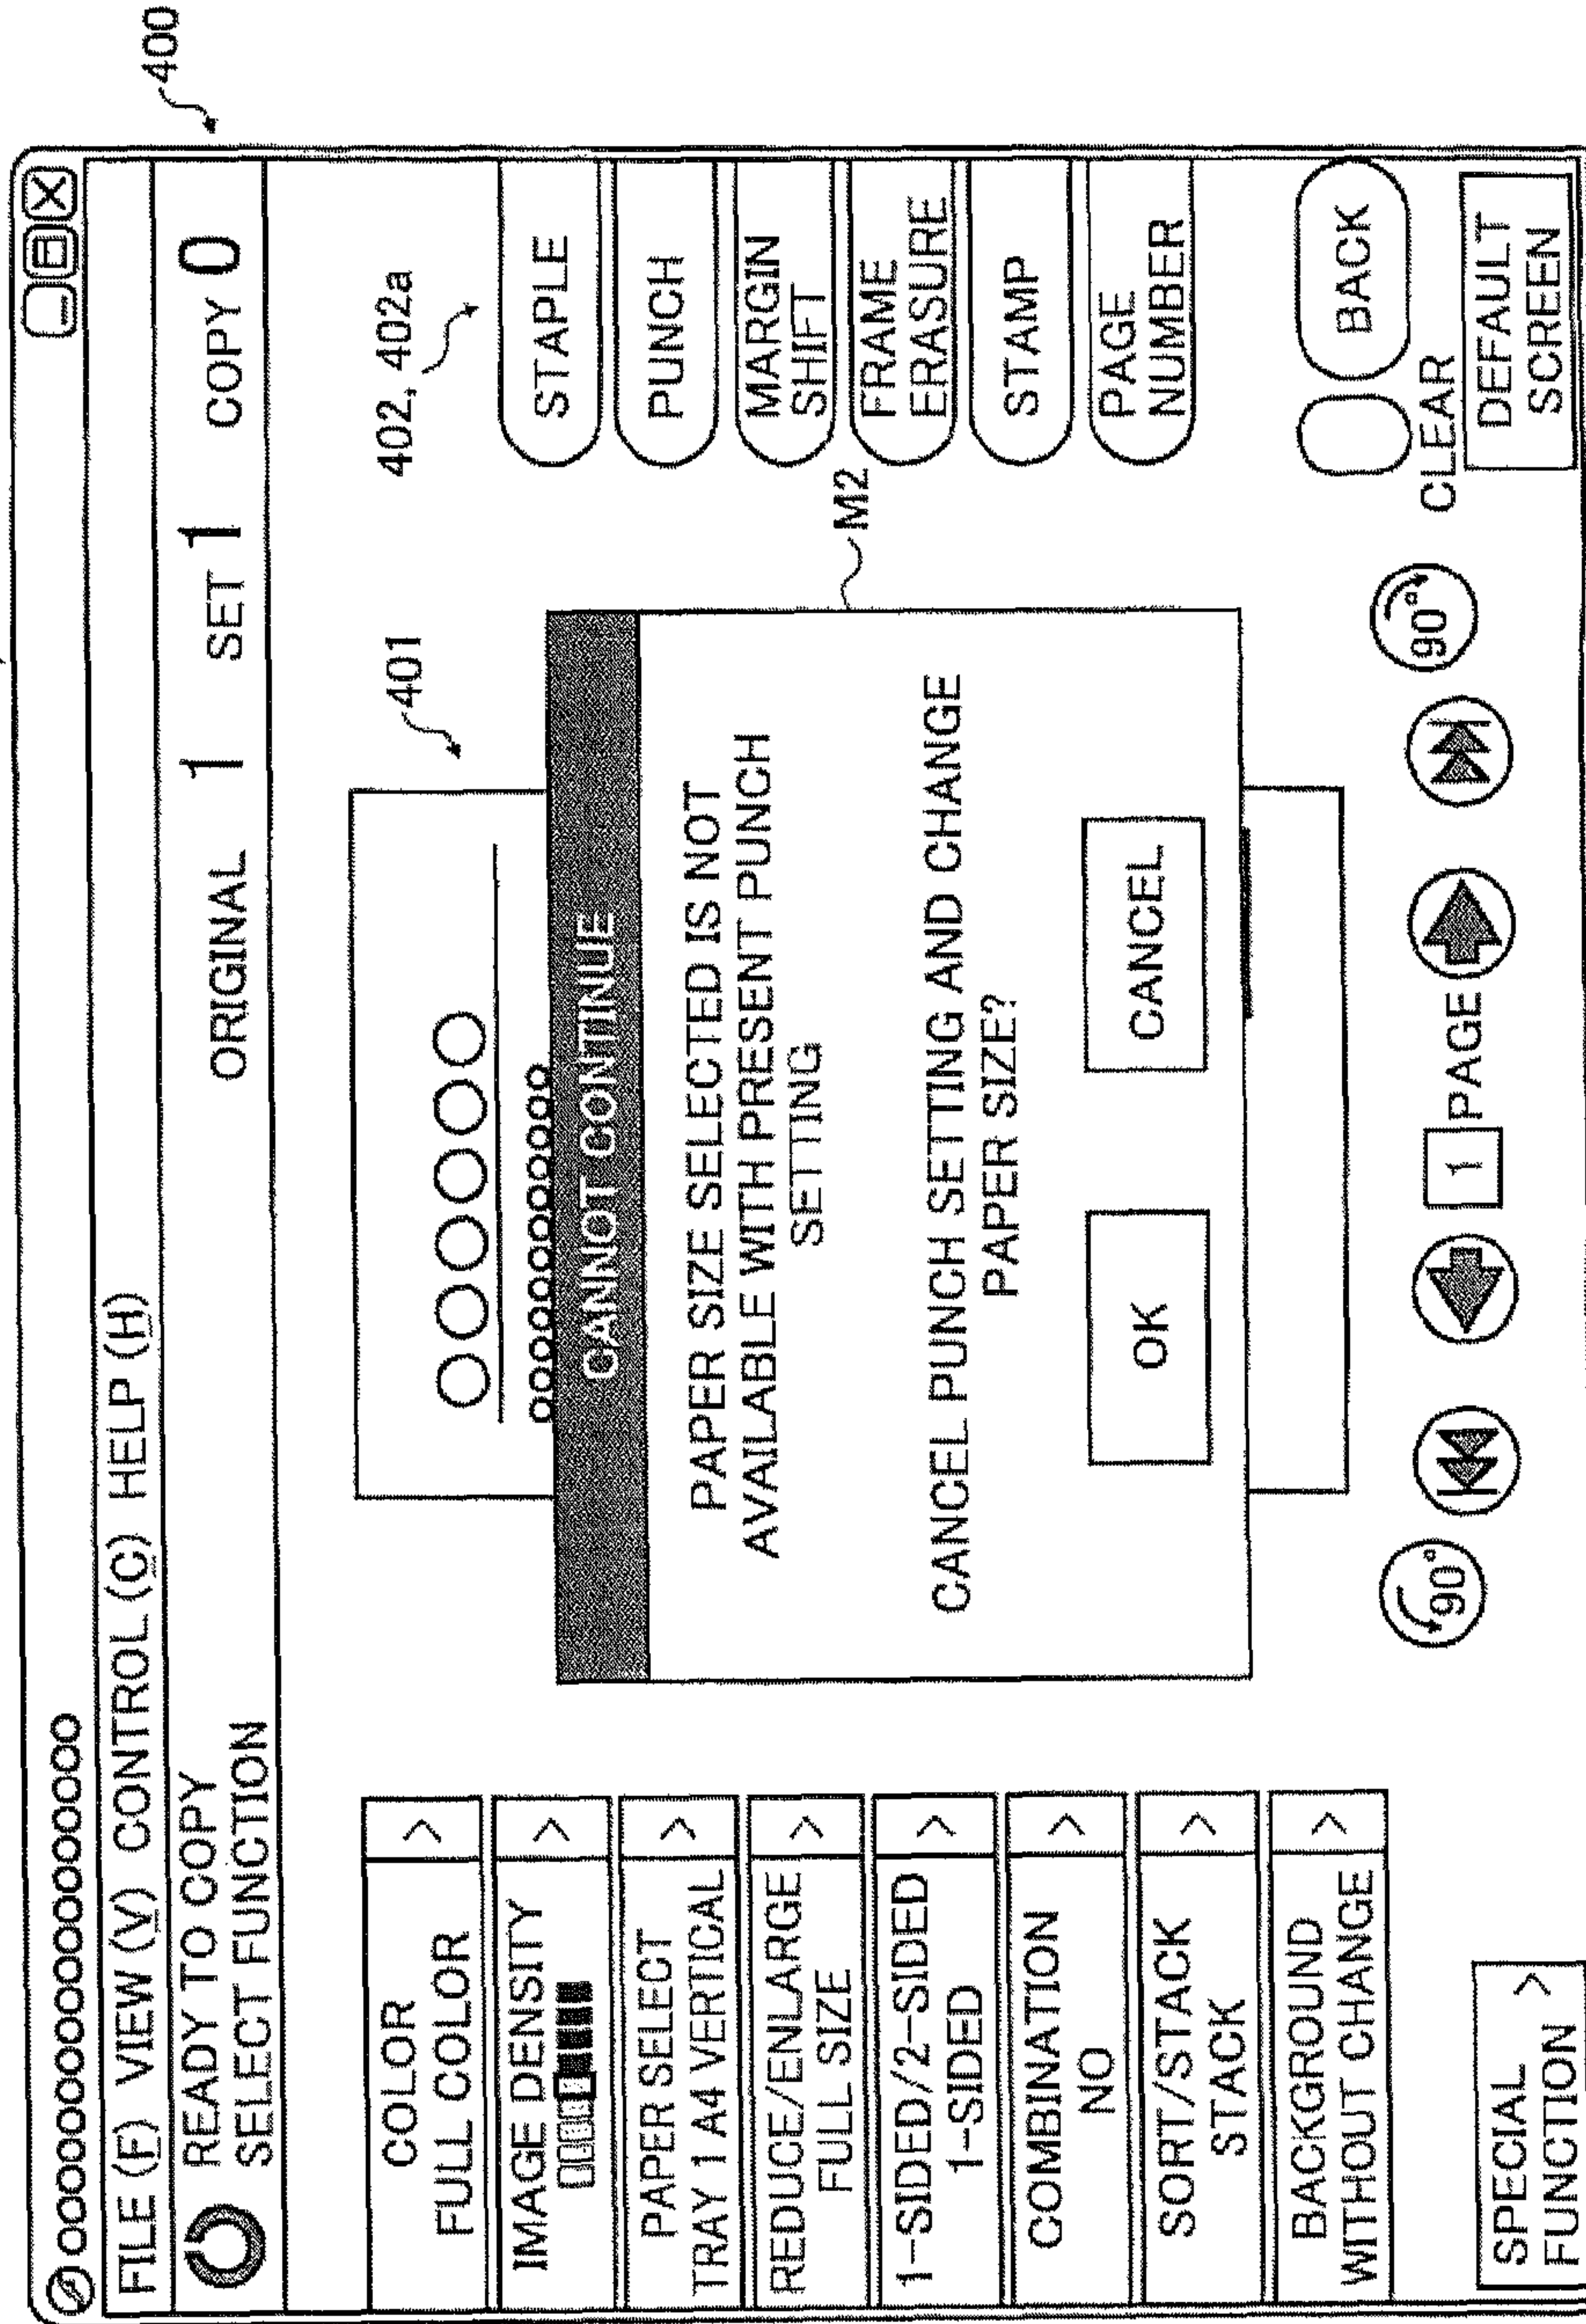 400
○○○○○○○○○○○○○○○○
FILE (F) VIEW (V) CONTROL (C) HELP (H)
READY TO COPY
SELECT FUNCTION
ORIGINAL 1 SET 1 COPY 0
COLOR >
FULL COLOR
IMAGE DENSITY >
PAPER SELECT >
TRAY 1 A4 VERTICAL
REDUCE/ENLARGE >
FULL SIZE
1-SIDED/2-SIDED >
1-SIDED
COMBINATION >
NO
SORT/STACK >
STACK
BACKGROUND >
WITHOUT CHANGE
SPECIAL
FUNCTION >
401
○○○○○○
○○○○○○○○○○
CANNOT CONTINUE
PAPER SIZE SELECTED IS NOT
AVAILABLE WITH PRESENT PUNCH
SETTING
CANCEL PUNCH SETTING AND CHANGE
PAPER SIZE?
OK
CANCEL
M2
90°
1 PAGE
90°
402, 402a
STAPLE
PUNCH
MARGIN
SHIFT
FRAME
ERASURE
STAMP
PAGE
NUMBER
BACK
CLEAR
DEFAULT
SCREEN